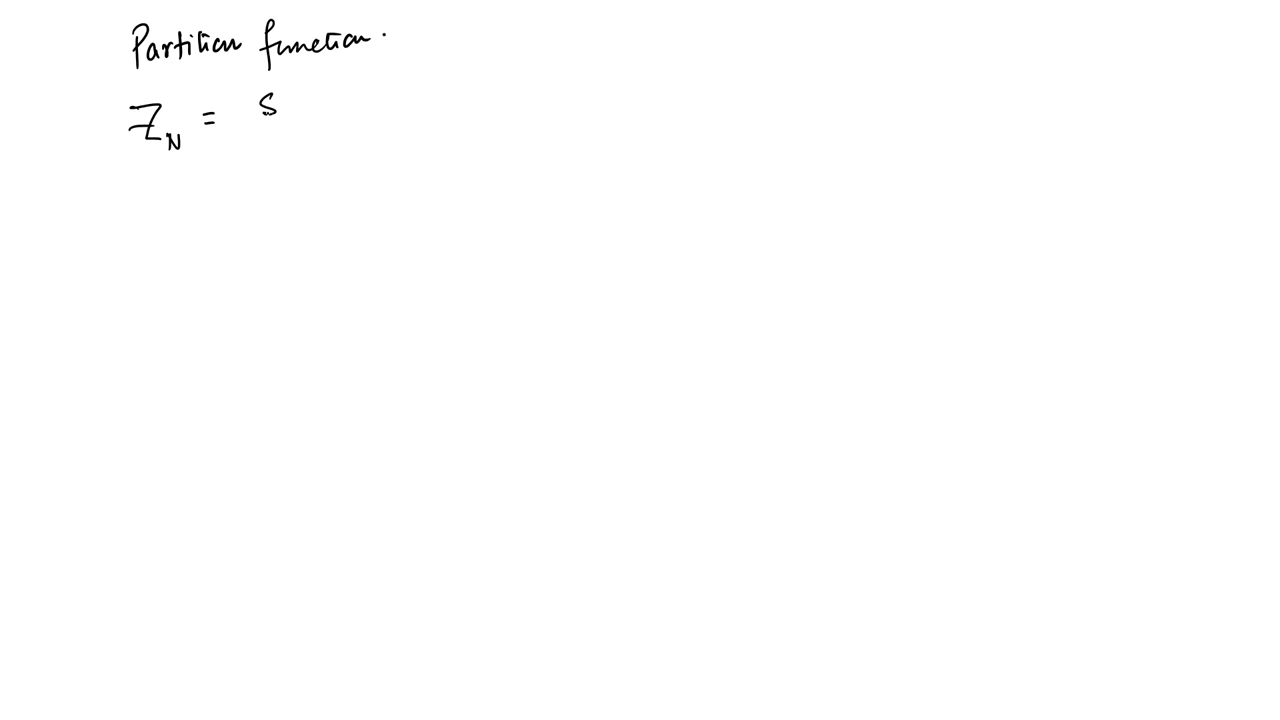 Partition function.
Z_N = S